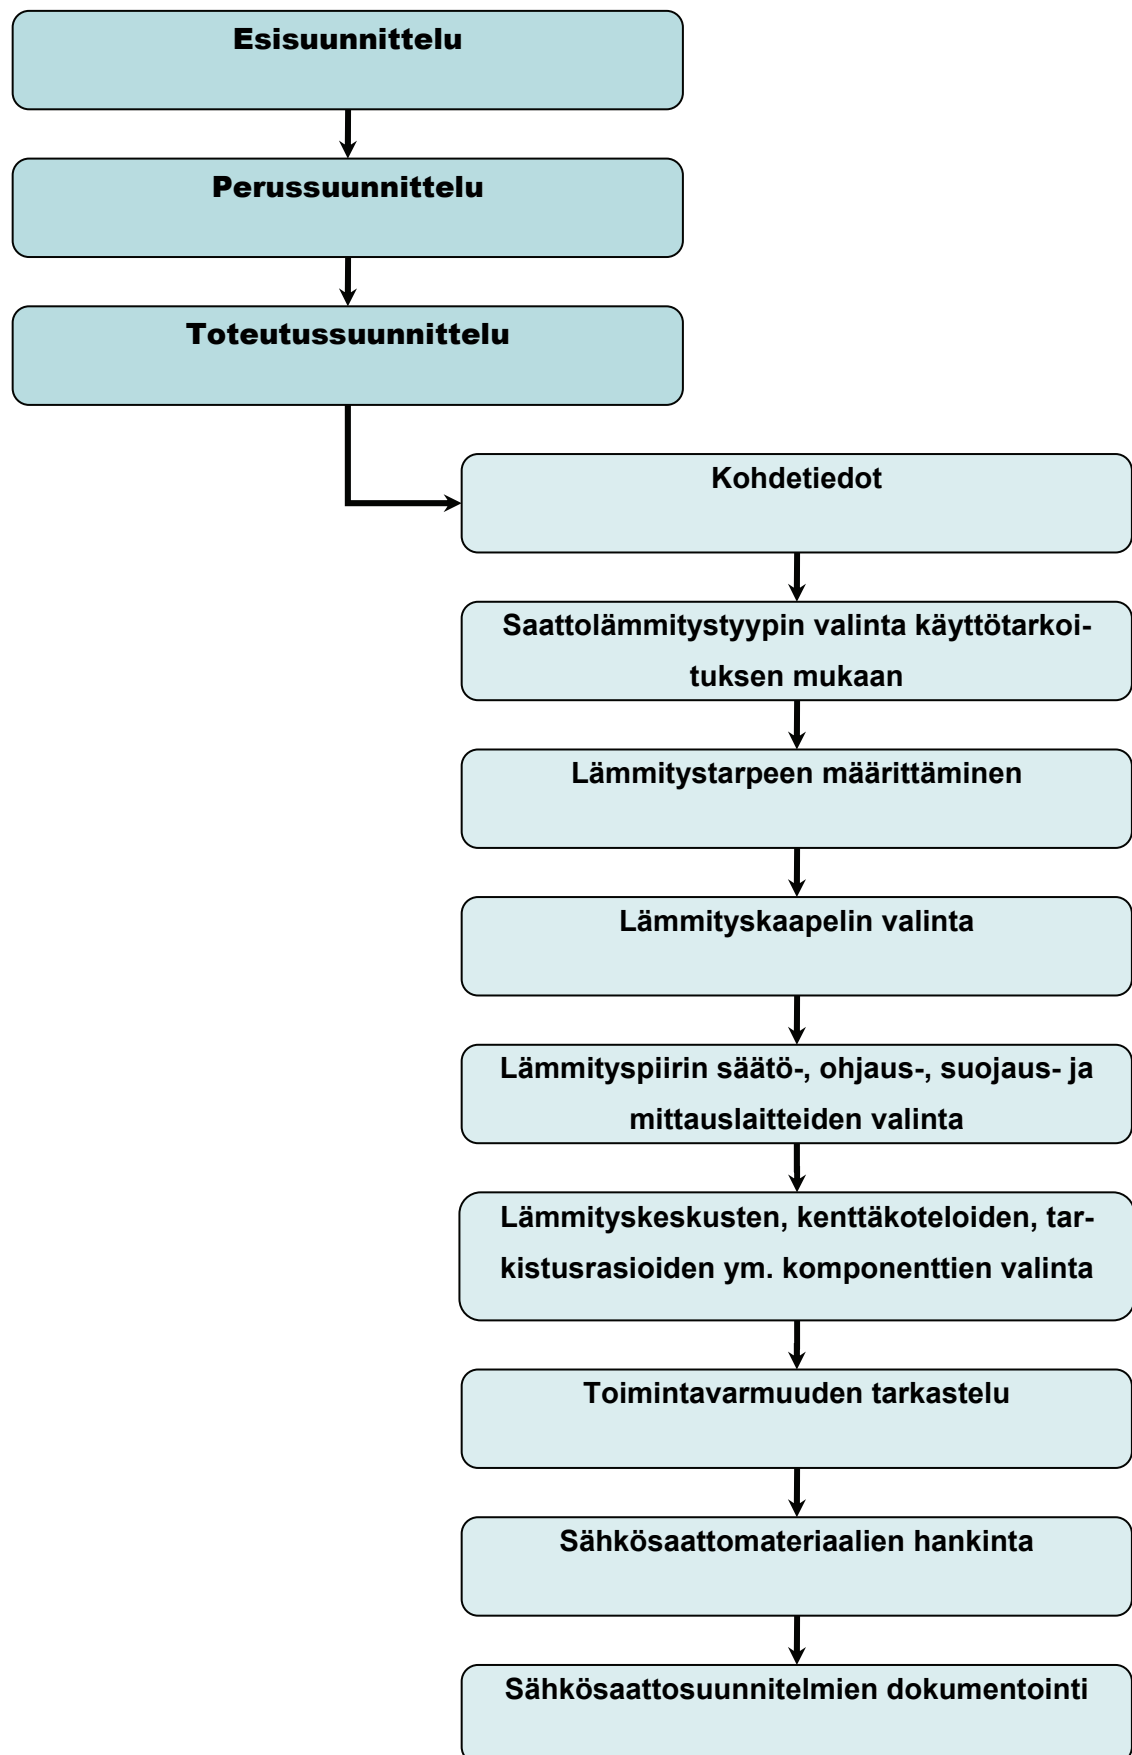 Esisuunnittelu
Perussuunnittelu
Toteutussuunnittelu
Kohdetiedot
Saattolämmitystyypin valinta käyttötarkoi-
tuksen mukaan
Lämmitystarpeen määrittäminen
Lämmityskaapelin valinta
Lämmityspiirin säätö-, ohjaus-, suojaus- ja
mittauslaitteiden valinta
Lämmityskeskusten, kenttäkoteloiden, tar-
kistusrasioiden ym. komponenttien valinta
Toimintavarmuuden tarkastelu
Sähkösaattomateriaalien hankinta
Sähkösaattosuunnitelmien dokumentointi